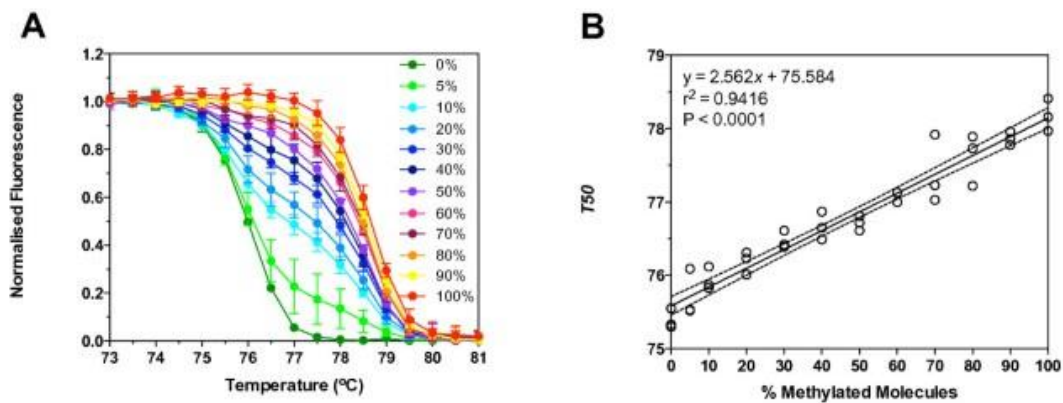 A
Normalised Fluorescence
1.2
1.0
0.8
0.6
0.4
0.2
0.0
73 74 75 76 77 78 79 80 81
Temperature (ºC)
0%
5%
10%
20%
30%
40%
50%
60%
70%
80%
90%
100%
B
T50
79
78
77
76
75
y = 2.562x + 75.584
r² = 0.9416
P < 0.0001
0 10 20 30 40 50 60 70 80 90 100
% Methylated Molecules